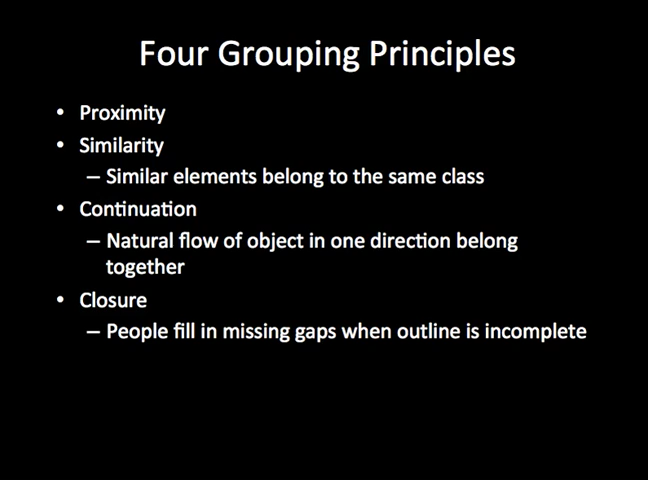 Four Grouping Principles
• Proximity
• Similarity
– Similar elements belong to the same class
• Continuation
– Natural flow of object in one direction belong
together
• Closure
– People fill in missing gaps when outline is incomplete